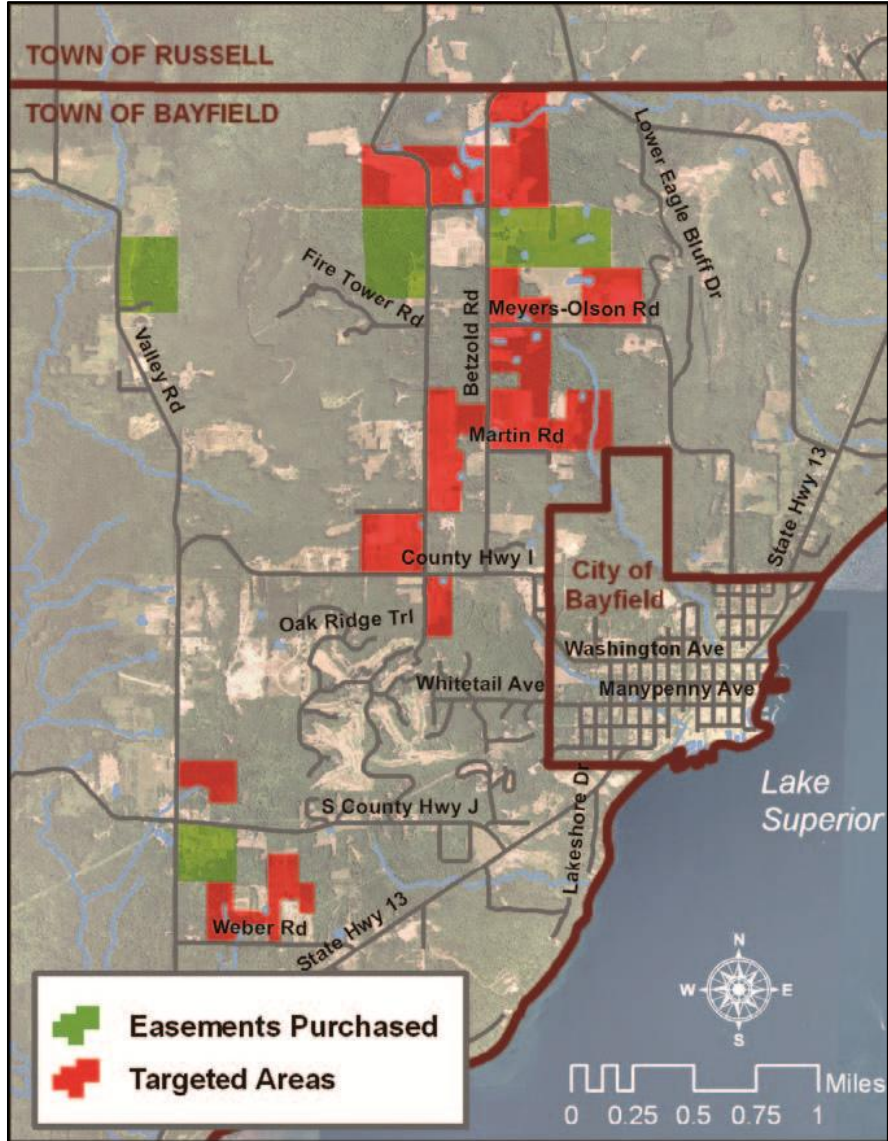 TOWN OF RUSSELL
TOWN OF BAYFIELD
Lower Eagle Bluff Dr
Fire Tower Rd
Betzold Rd
Meyers-Olson Rd
Valley Rd
Martin Rd
State Hwy 13
County Hwy I
City of
Bayfield
Oak Ridge Trl
Washington Ave
Whitetail Ave
Manypenny Ave
Lake
Superior
S County Hwy J
Lakeshore Dr
Weber Rd
State Hwy 13
N
W
E
S
Easements Purchased
Targeted Areas
Miles
0 0.25 0.5 0.75 1